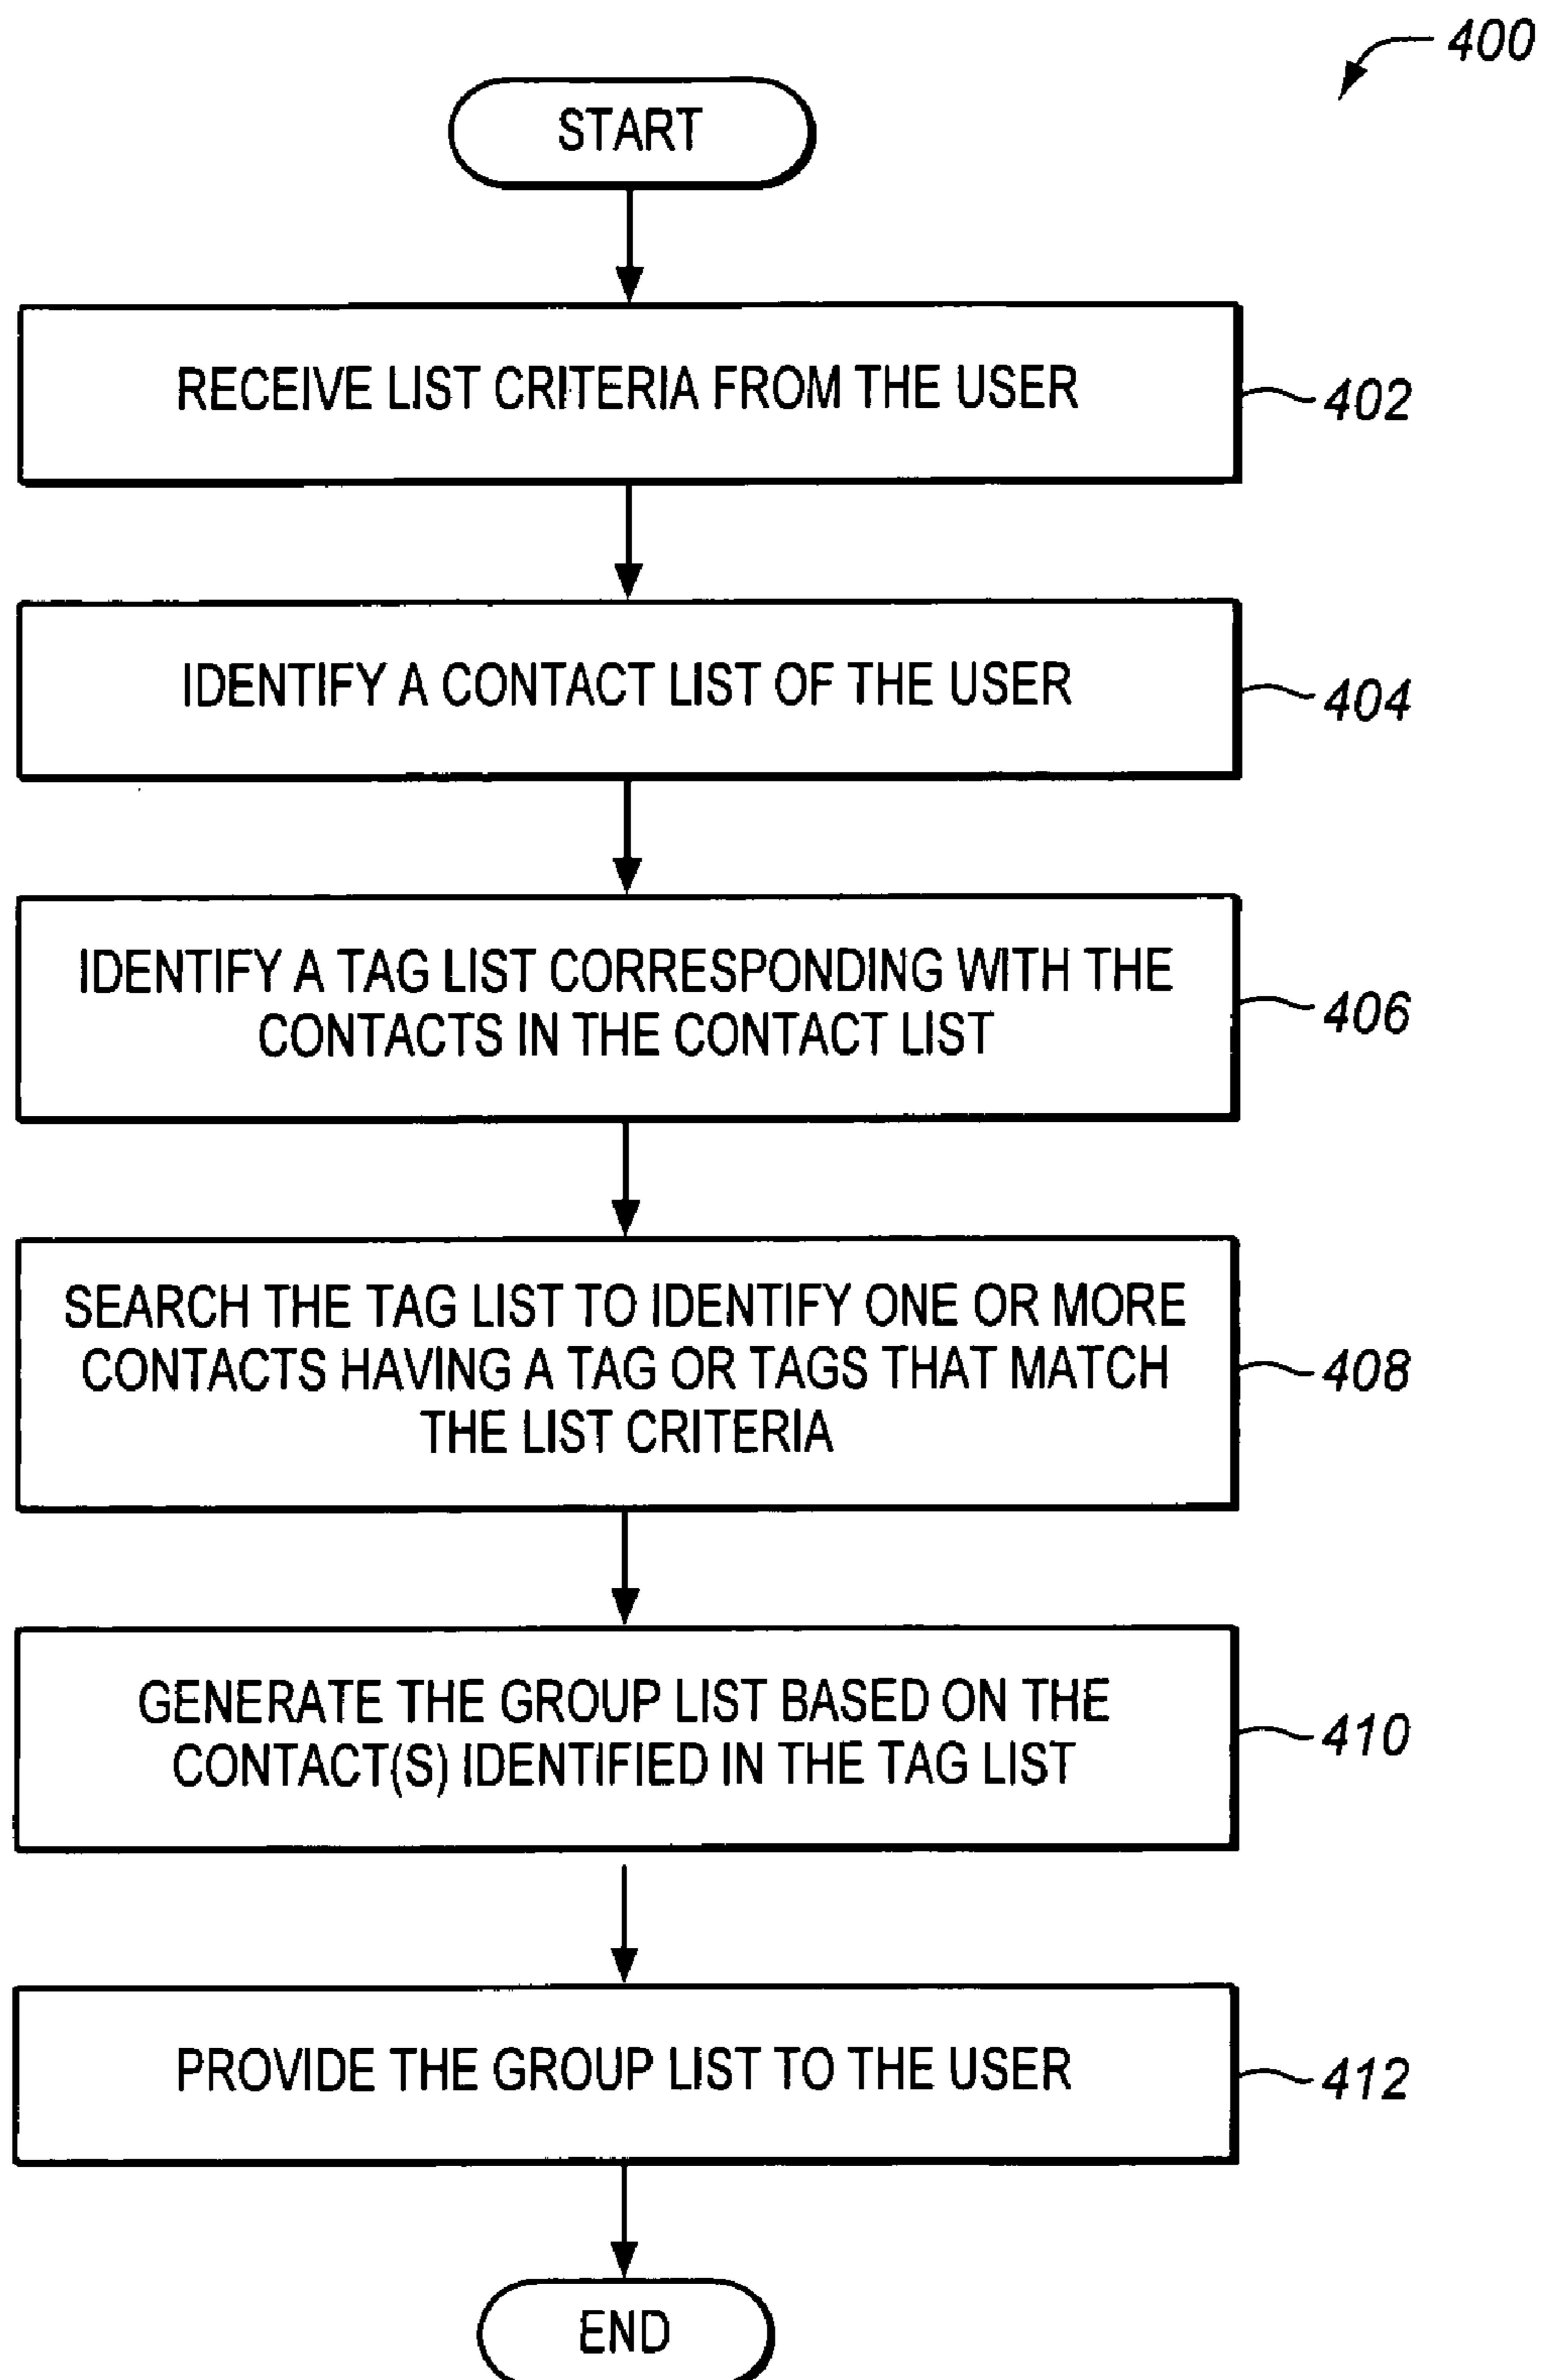 400
START
RECEIVE LIST CRITERIA FROM THE USER
402
IDENTIFY A CONTACT LIST OF THE USER
404
IDENTIFY A TAG LIST CORRESPONDING WITH THE
CONTACTS IN THE CONTACT LIST
406
SEARCH THE TAG LIST TO IDENTIFY ONE OR MORE
CONTACTS HAVING A TAG OR TAGS THAT MATCH
THE LIST CRITERIA
408
GENERATE THE GROUP LIST BASED ON THE
CONTACT(S) IDENTIFIED IN THE TAG LIST
410
PROVIDE THE GROUP LIST TO THE USER
412
END